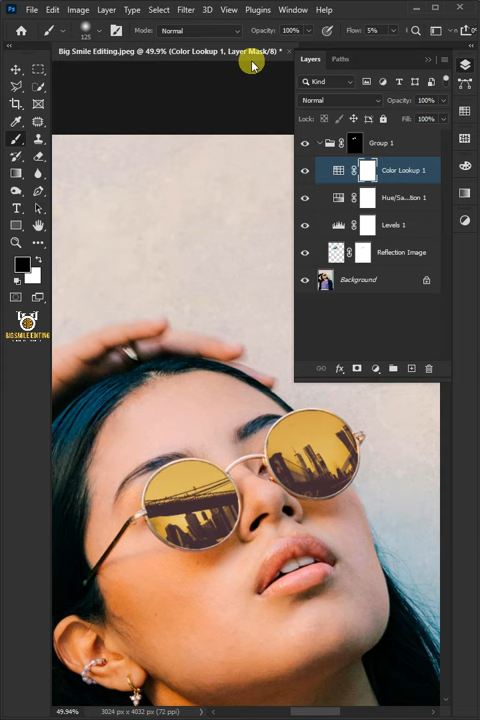 Ps File Edit Image Layer Type Select Filter 3D View Plugins Window Help
125 Mode: Normal Opacity: 100% Flow: 5%
Big Smile Editing.jpeg @ 49.9% (Color Lookup 1, Layer Mask/8) *
Layers Paths
Kind
Normal Opacity: 100%
Lock: Fill: 100%
Group 1
Color Lookup 1
Hue/Sa...tion 1
Levels 1
Reflection Image
Background
BIG SMILE EDITING
fx
49.94% 3024 px x 4032 px (72 ppi)